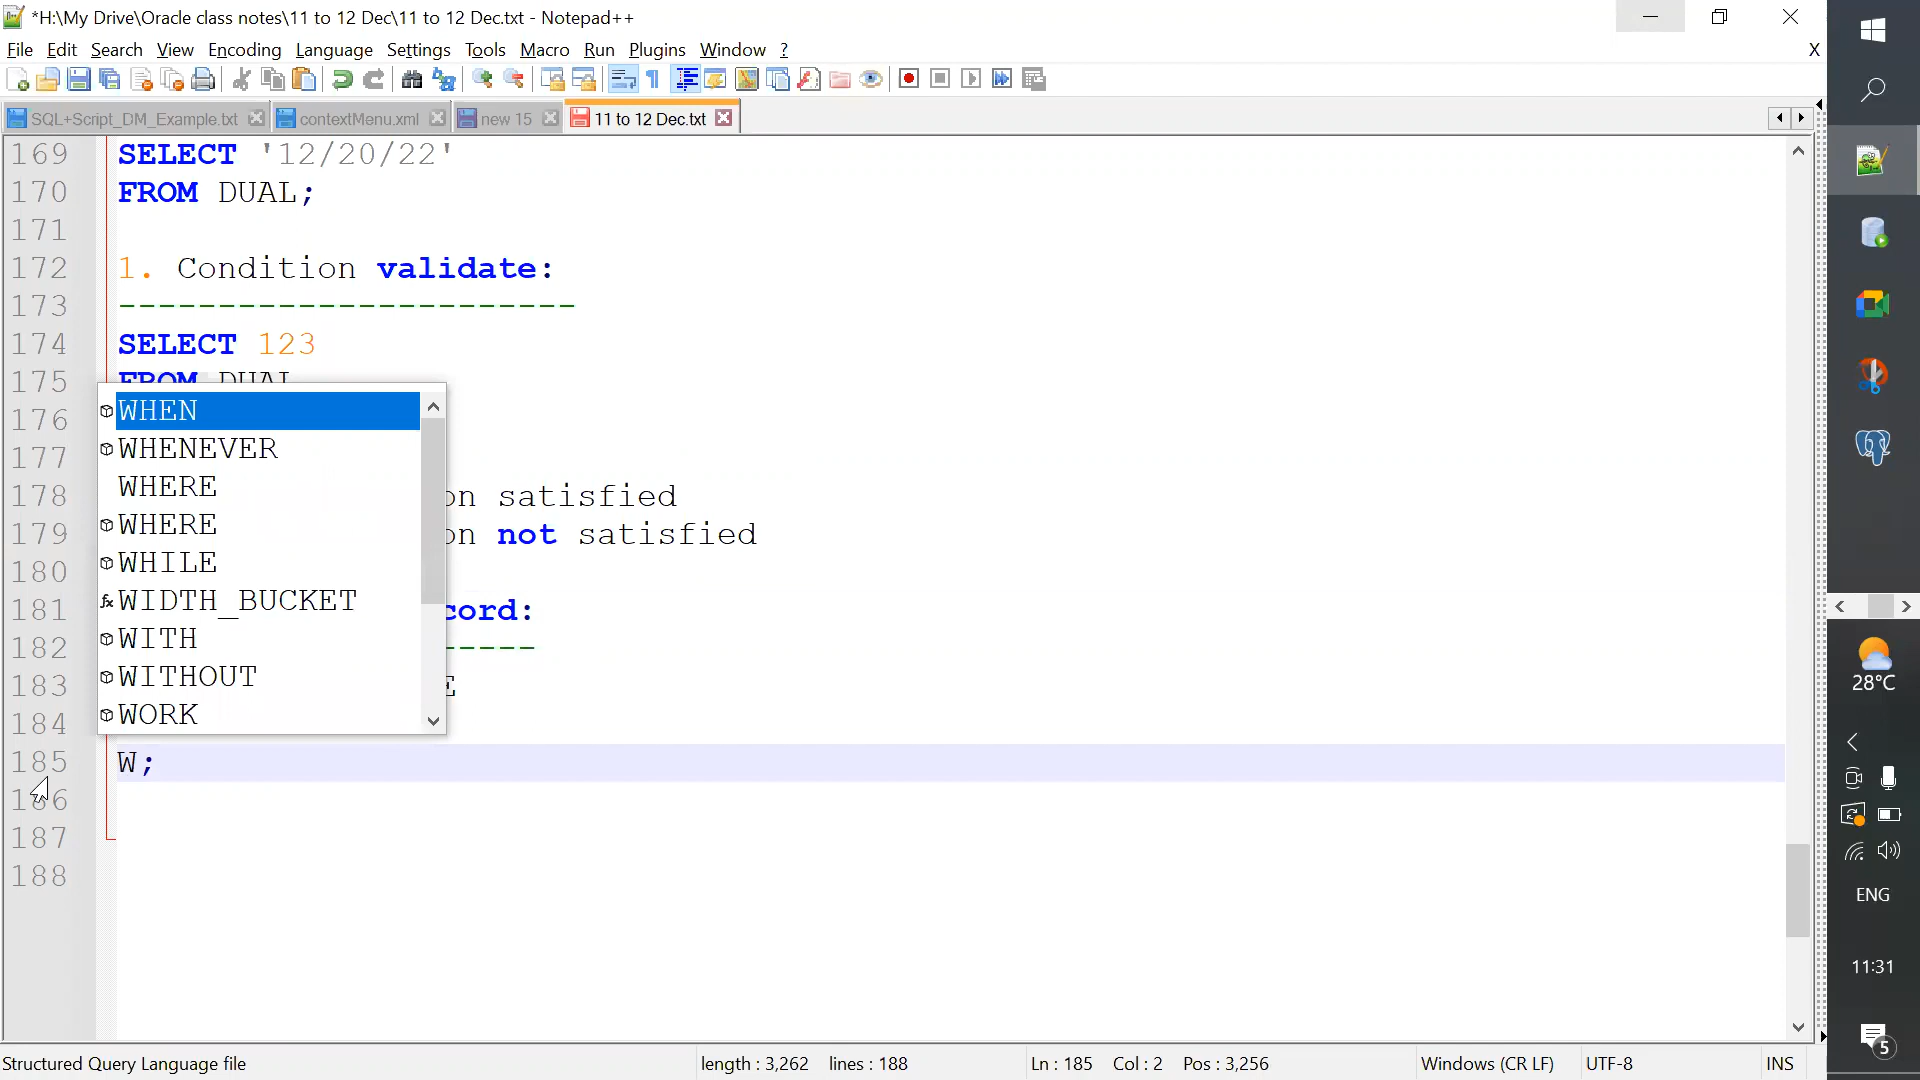 *H:\My Drive\Oracle class notes\11 to 12 Dec\11 to 12 Dec.txt - Notepad++
File Edit Search View Encoding Language Settings Tools Macro Run Plugins Window ? X
SQL+Script_DM_Example.txt contextMenu.xml new 15 11 to 12 Dec.txt
169 SELECT '12/20/22'
170 FROM DUAL;
171
172 1. Condition validate:
173 -----------------------
174 SELECT 123
175 FROM DUAL
176
177
178 on satisfied
179 on not satisfied
180
181 cord:
182 -----
183 E
184
185 W;
186
187
188
WHEN
WHENEVER
WHERE
WHERE
WHILE
WIDTH_BUCKET
WITH
WITHOUT
WORK
28°C
ENG
11:31
5
Structured Query Language file length : 3,262 lines : 188 Ln : 185 Col : 2 Pos : 3,256 Windows (CR LF) UTF-8 INS